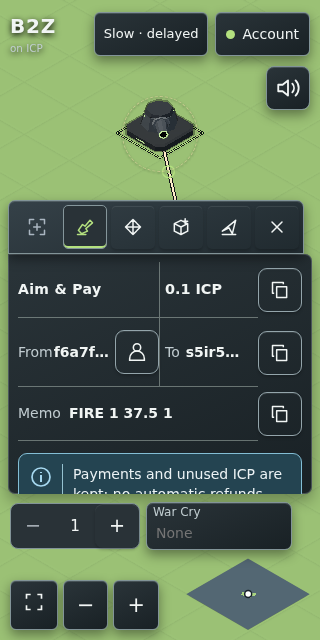 B2Z
on ICP
Slow · delayed
Account
Aim & Pay
0.1 ICP
From f6a7f...
To s5ir5...
Memo FIRE 1 37.5 1
Payments and unused ICP are
kept; no automatic refunds
1
War Cry
None